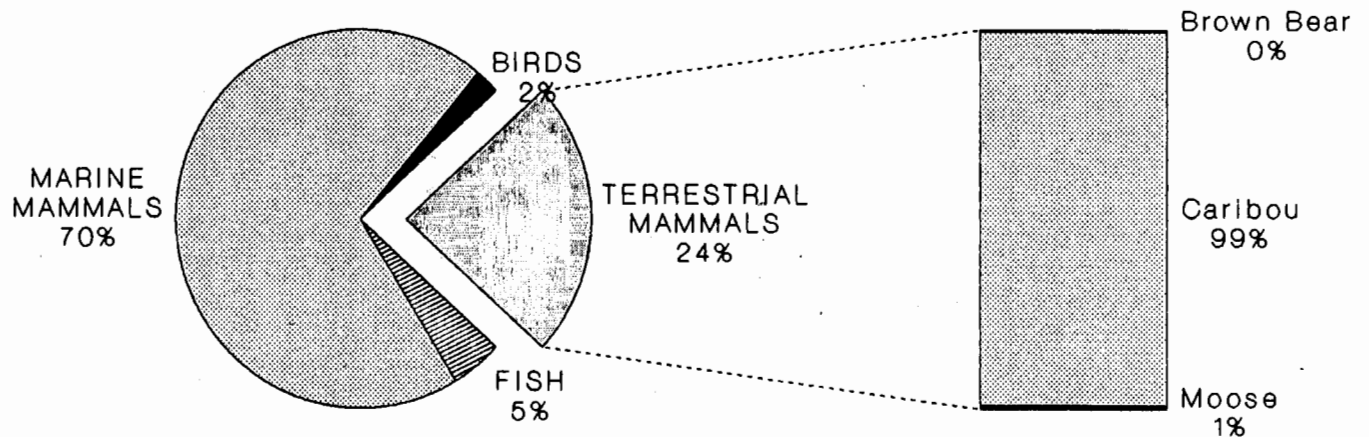 BIRDS
2%
MARINE
MAMMALS
70%
TERRESTRIAL
MAMMALS
24%
FISH
5%
Brown Bear
0%
Caribou
99%
Moose
1%